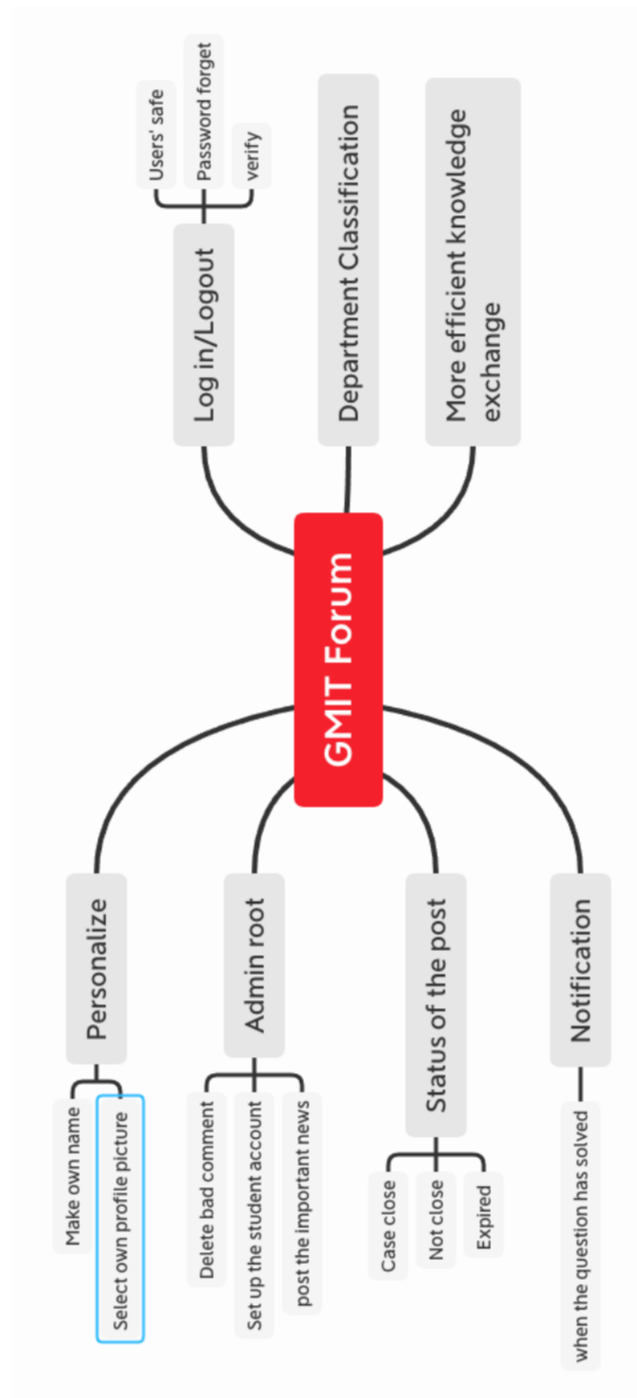 GMIT Forum
Personalize
Make own name
Select own profile picture
Admin root
Delete bad comment
Set up the student account
post the important news
Status of the post
Case close
Not close
Expired
Notification
when the question has solved
Log in/Logout
Users' safe
Password forget
verify
Department Classification
More efficient knowledge
exchange